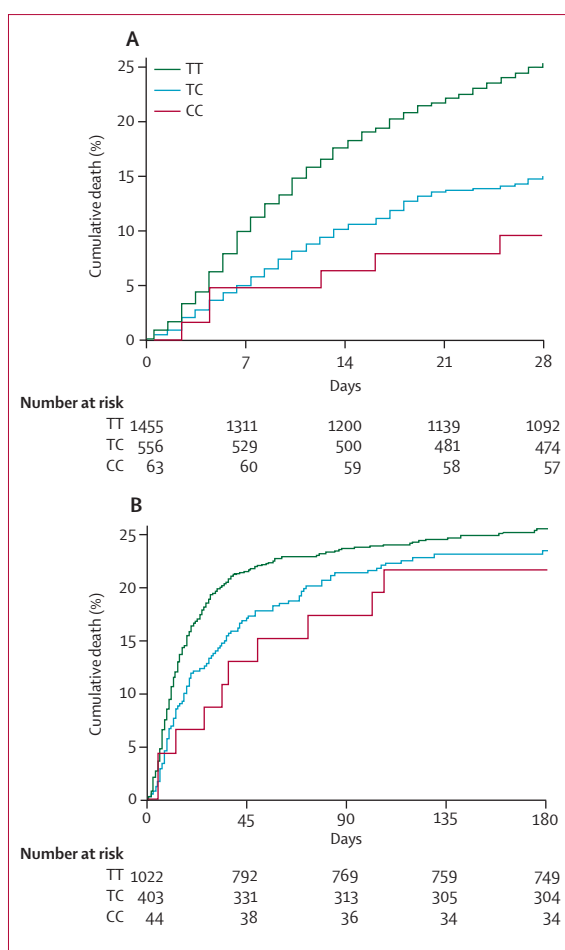 A
25
TT
TC
CC
20
15
10
5
0
Cumulative death (%)
0 7 14 21 28
Days
Number at risk
TT 1455 1311 1200 1139 1092
TC 556 529 500 481 474
CC 63 60 59 58 57
B
25
20
15
10
5
0
Cumulative death (%)
0 45 90 135 180
Days
Number at risk
TT 1022 792 769 759 749
TC 403 331 313 305 304
CC 44 38 36 34 34